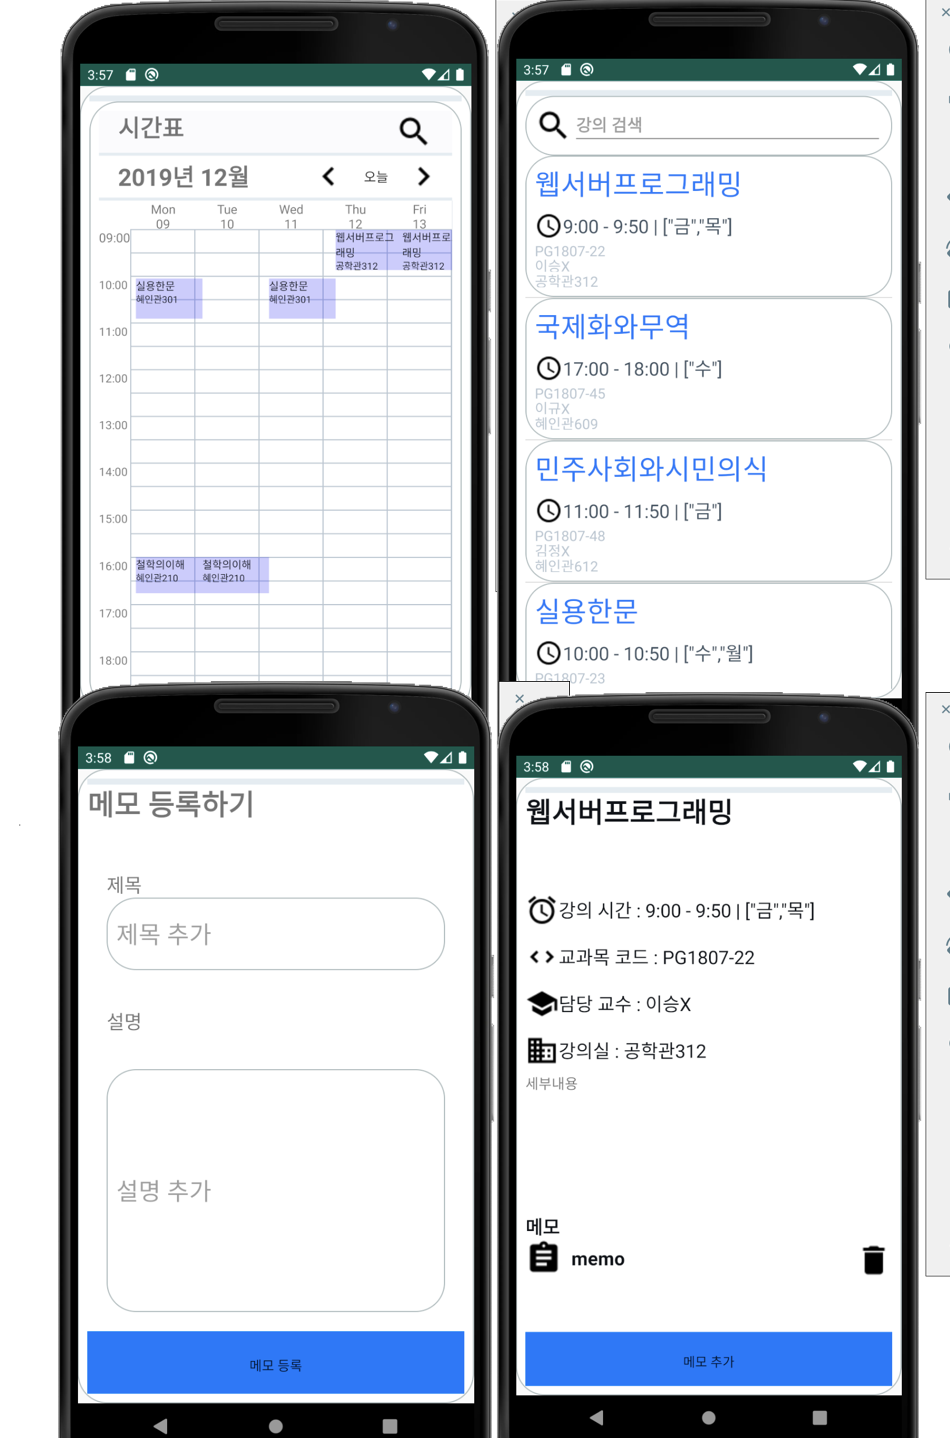 3:57
시간표
2019년 12월
오늘
Mon Tue Wed Thu Fri
09 10 11 12 13
09:00
웹서버프로그 웹서버프로
래밍 래밍
공학관312 공학관312
10:00
실용한문 실용한문
혜인관301 혜인관301
11:00
12:00
13:00
14:00
15:00
16:00
철학의이해 철학의이해
혜인관210 혜인관210
17:00
18:00
3:57
강의 검색
웹서버프로그래밍
9:00 - 9:50 | ["금","목"]
PG1807-22
이승X
공학관312
국제화와무역
17:00 - 18:00 | ["수"]
PG1807-45
이규X
혜인관609
민주사회와시민의식
11:00 - 11:50 | ["금"]
PG1807-48
김정X
혜인관612
실용한문
10:00 - 10:50 | ["수","월"]
PG1807-23
3:58
메모 등록하기
제목
제목 추가
설명
설명 추가
메모 등록
3:58
웹서버프로그래밍
강의 시간 : 9:00 - 9:50 | ["금","목"]
교과목 코드 : PG1807-22
담당 교수 : 이승X
강의실 : 공학관312
세부내용
메모
memo
메모 추가